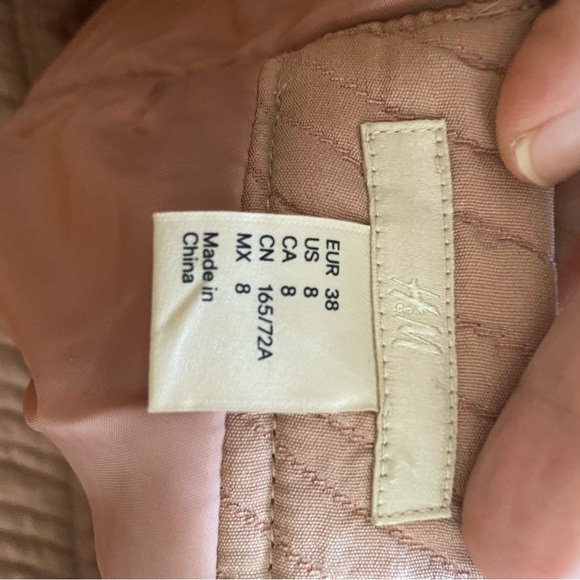 H&M
EUR 38
US 8
CA 8
CN 165/72A
MX 8
Made in
China